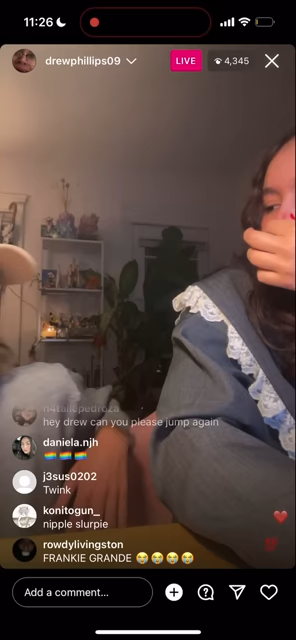 11:26
drewphillips09
LIVE
4,345
n4taliepedroza
hey drew can you please jump again
daniela.njh
🏳️‍🌈🏳️‍🌈🏳️‍🌈
j3sus0202
Twink
konitogun_
nipple slurpie
rowdylivingston
FRANKIE GRANDE 😭😭😭😭
Add a comment...